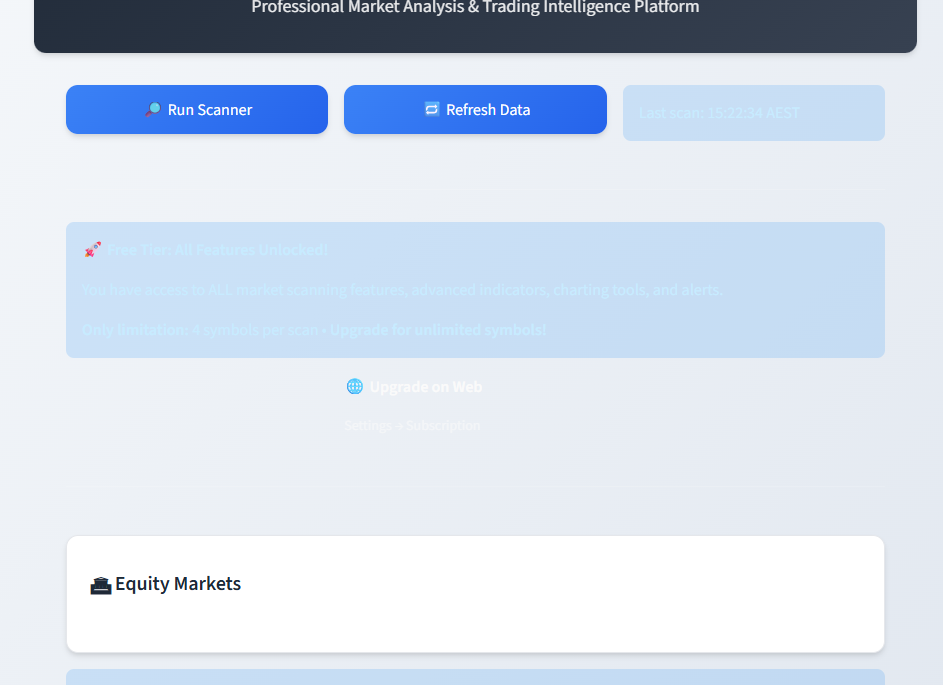 Professional Market Analysis & Trading Intelligence Platform
🔎 Run Scanner
🔁 Refresh Data
Last scan: 15:22:34 AEST
🚀 Free Tier: All Features Unlocked!
You have access to ALL market scanning features, advanced indicators, charting tools, and alerts.
Only limitation: 4 symbols per scan • Upgrade for unlimited symbols!
🌐 Upgrade on Web
Settings → Subscription
Equity Markets